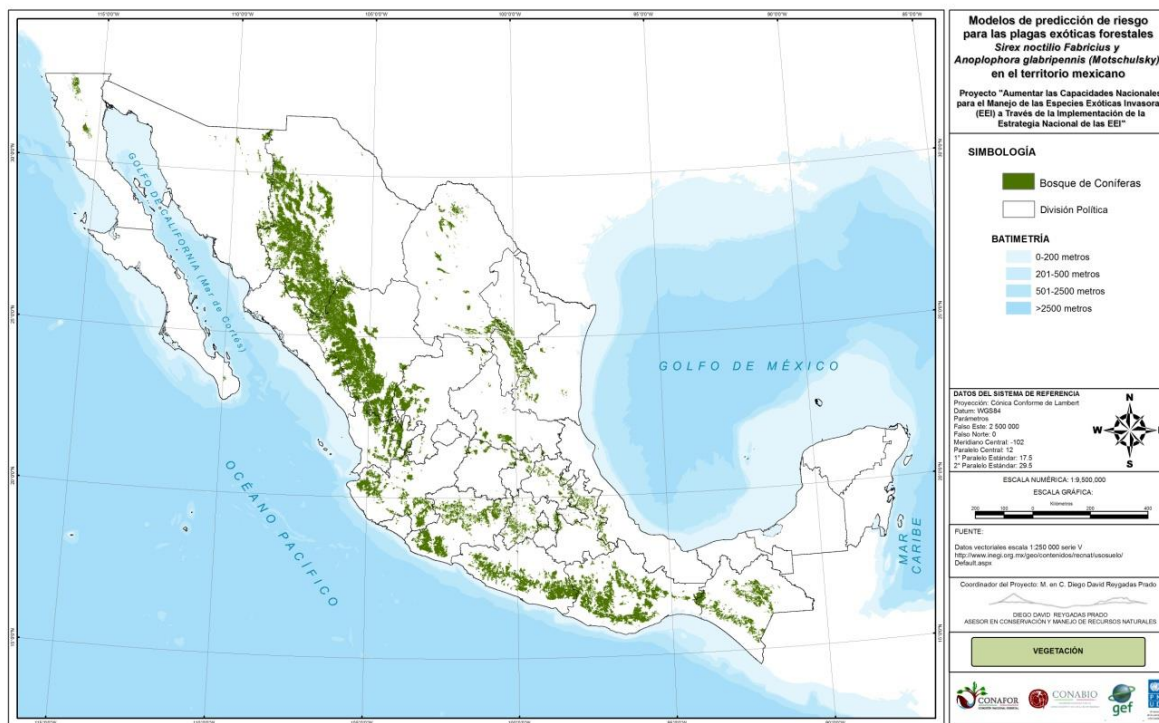 Modelos de predicción de riesgo
para las plagas exóticas forestales
Sirex noctilio Fabricius y
Anoplophora glabripennis (Motschulsky)
en el territorio mexicano
Proyecto "Aumentar las Capacidades Nacionales
para el Manejo de las Especies Exóticas Invasora
(EEI) a Través de la Implementación de la
Estrategia Nacional de las EEI"
SIMBOLOGÍA
Bosque de Coníferas
División Política
BATIMETRÍA
0-200 metros
201-500 metros
501-2500 metros
>2500 metros
DATOS DEL SISTEMA DE REFERENCIA
Proyección: Cónica Conforme de Lambert
Datum: WGS84
Parámetros
Falso Este: 2 500 000
Falso Norte: 0
Meridiano Central: -102
Paralelo Central: 12
1° Paralelo Estándar: 17.5
2° Paralelo Estándar: 29.5
N
W
S
ESCALA NUMÉRICA: 1:9,500,000
ESCALA GRÁFICA:
Kilómetros
200 100 0 200 400
FUENTE:
Datos vectoriales escala 1:250 000 serie V
http://www.inegi.org.mx/geo/contenidos/recnat/usosuelo/
Default.aspx
Coordinador del Proyecto: M. en C. Diego David Reygadas Prado
DIEGO DAVID REYGADAS PRADO
ASESOR EN CONSERVACIÓN Y MANEJO DE RECURSOS NATURALES
VEGETACIÓN
CONAFOR
CONABIO
gef
GOLFO DE CALIFORNIA (Mar de Cortés)
GOLFO DE MÉXICO
OCÉANO PACÍFICO
MAR CARIBE